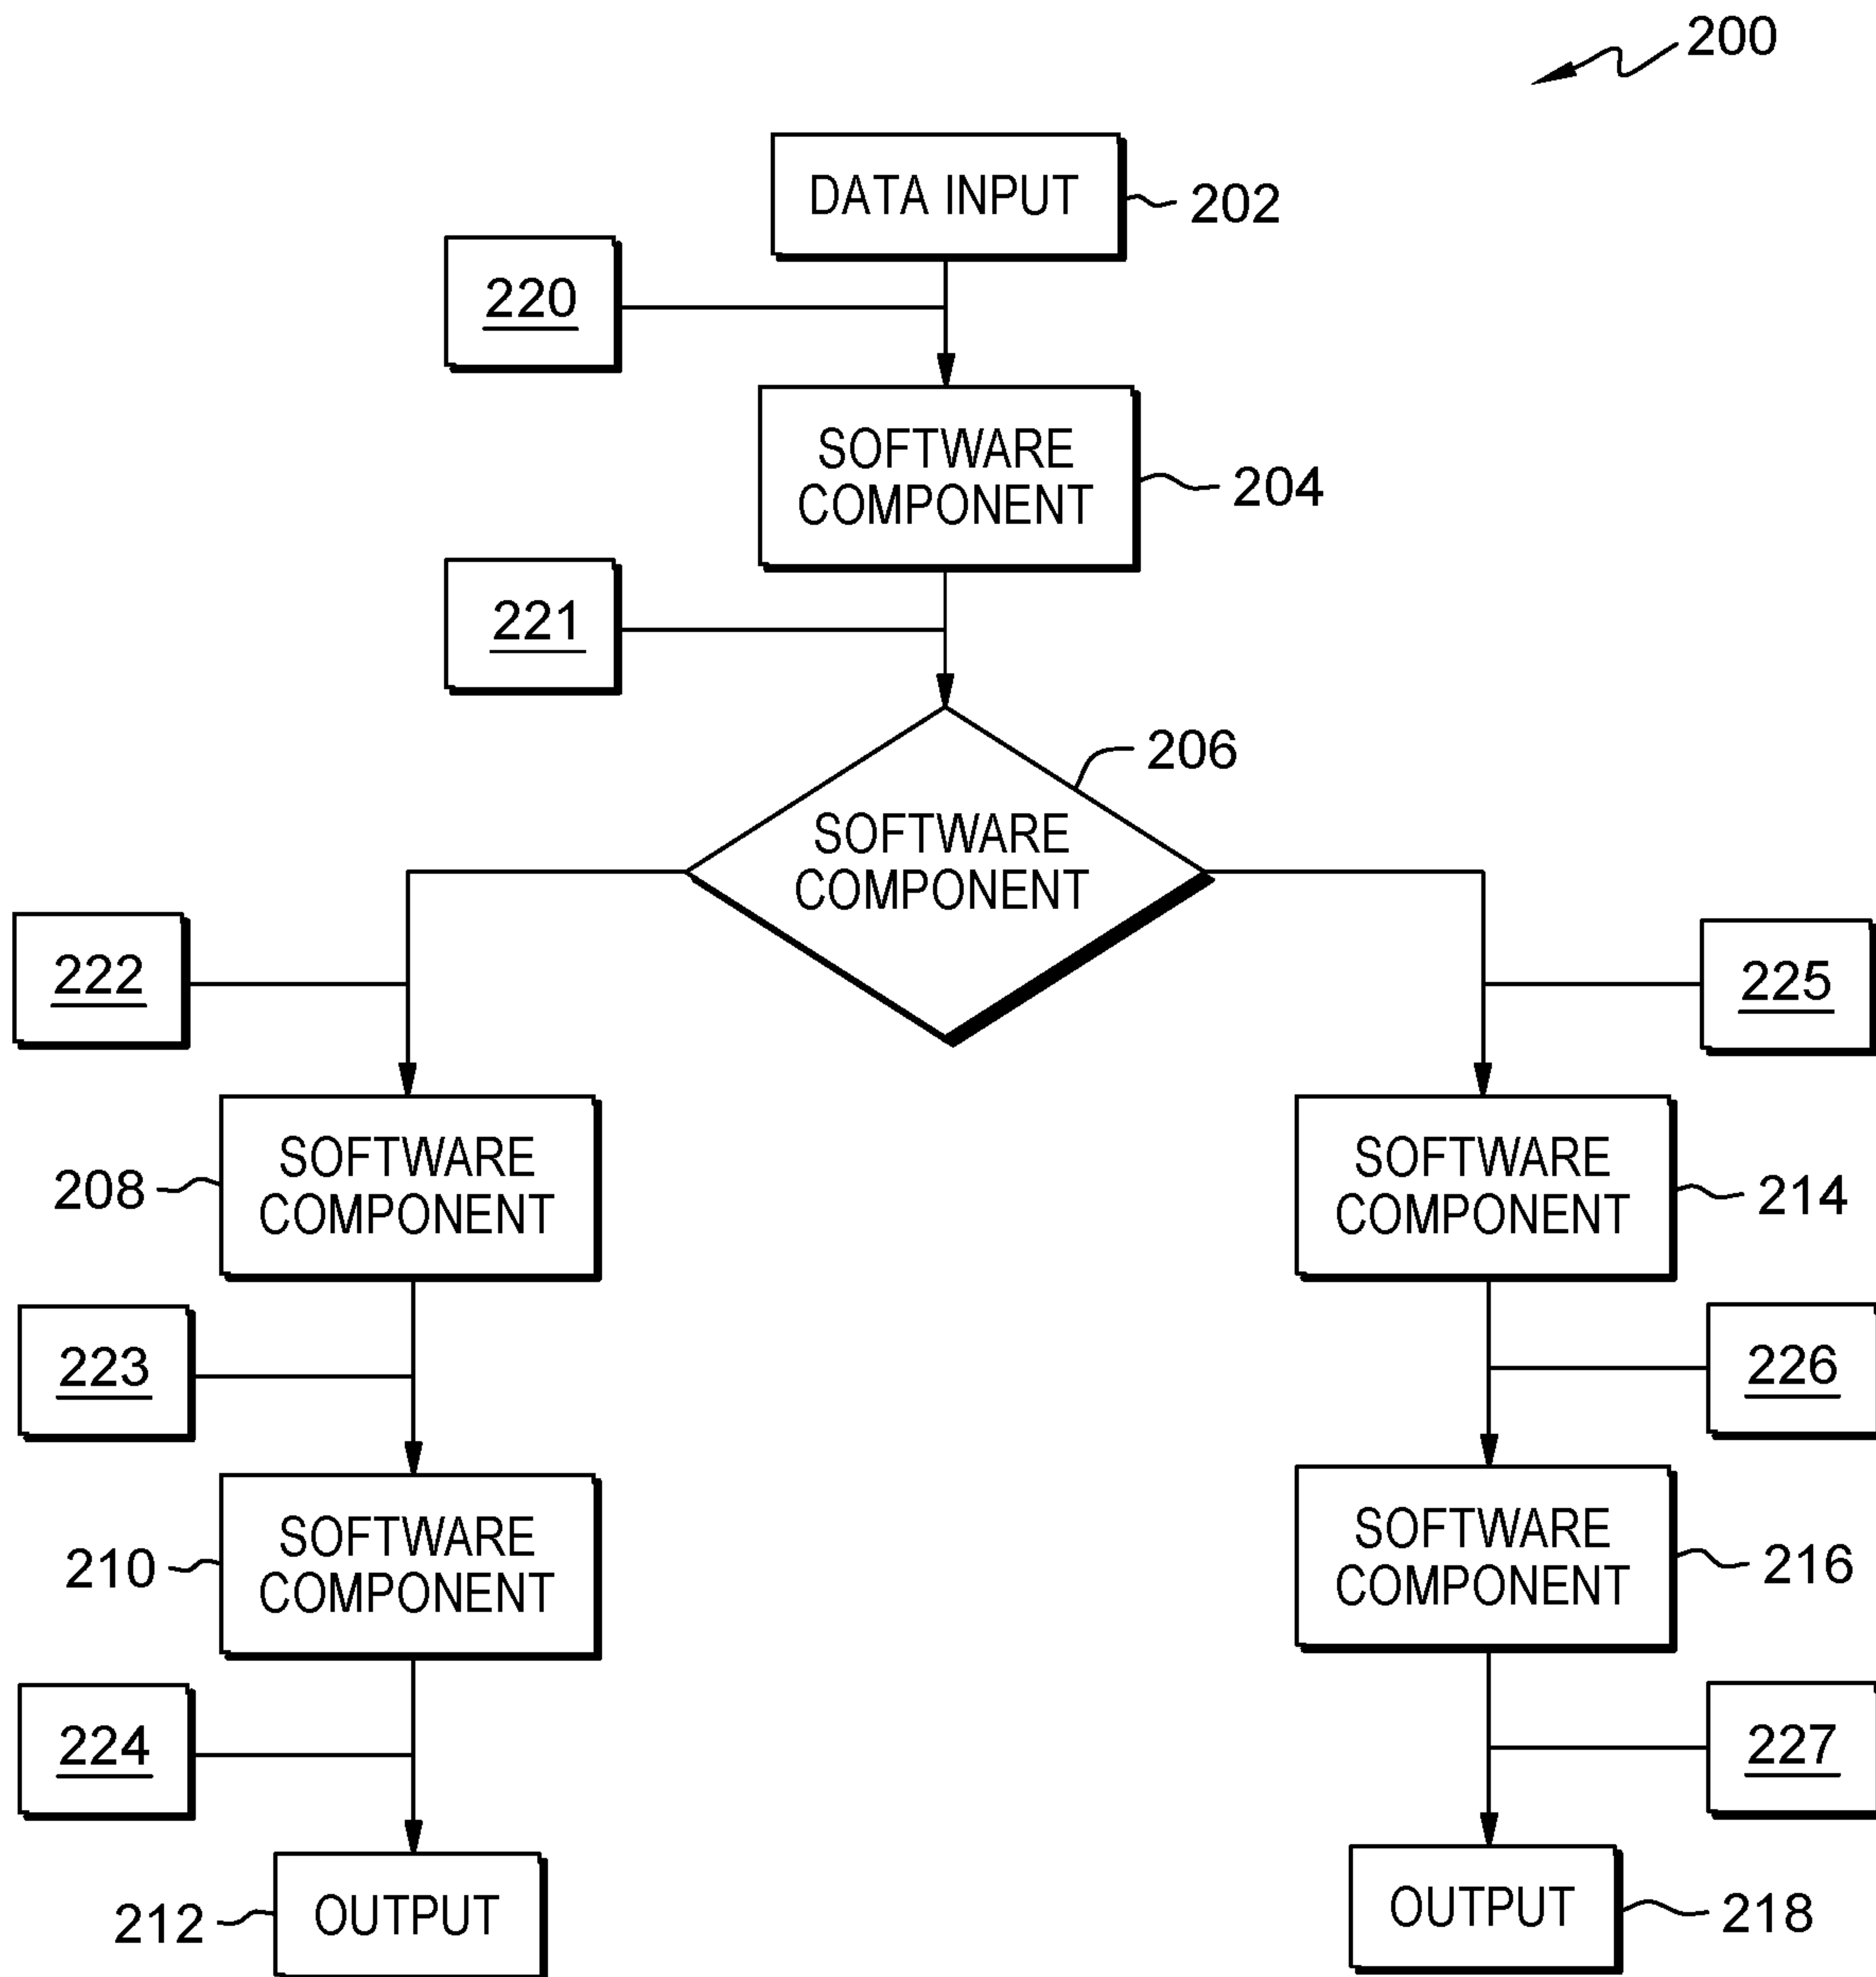 200
DATA INPUT
202
220
SOFTWARE
COMPONENT
204
221
206
SOFTWARE
COMPONENT
222
225
SOFTWARE
COMPONENT
208
SOFTWARE
COMPONENT
214
223
226
SOFTWARE
COMPONENT
210
SOFTWARE
COMPONENT
216
224
227
OUTPUT
212
OUTPUT
218